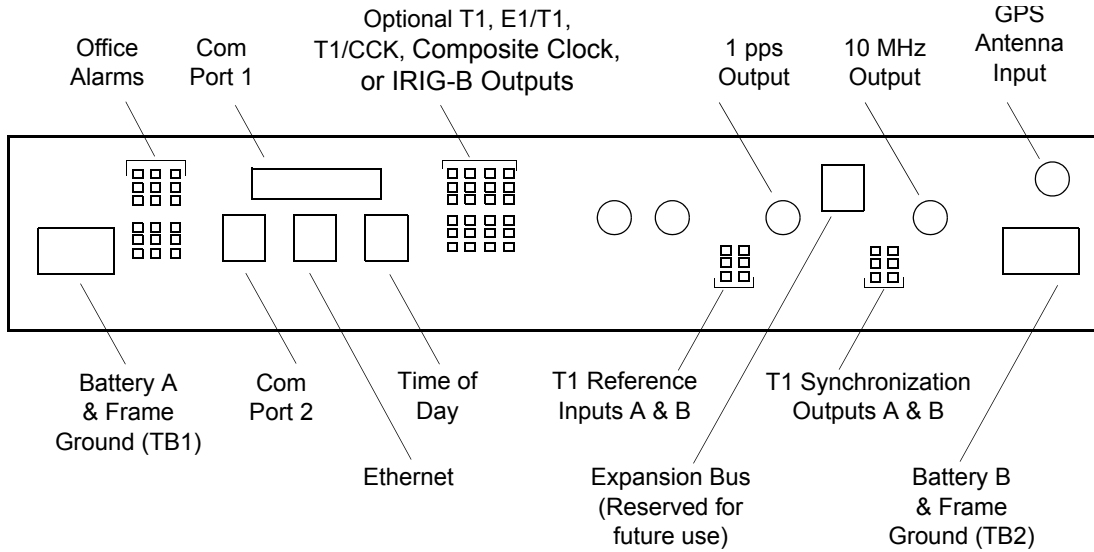 Office
Alarms
Com
Port 1
Optional T1, E1/T1,
T1/CCK, Composite Clock,
or IRIG-B Outputs
1 pps
Output
10 MHz
Output
GPS
Antenna
Input
Battery A
& Frame
Ground (TB1)
Com
Port 2
Ethernet
Time of
Day
T1 Reference
Inputs A & B
Expansion Bus
(Reserved for
future use)
T1 Synchronization
Outputs A & B
Battery B
& Frame
Ground (TB2)